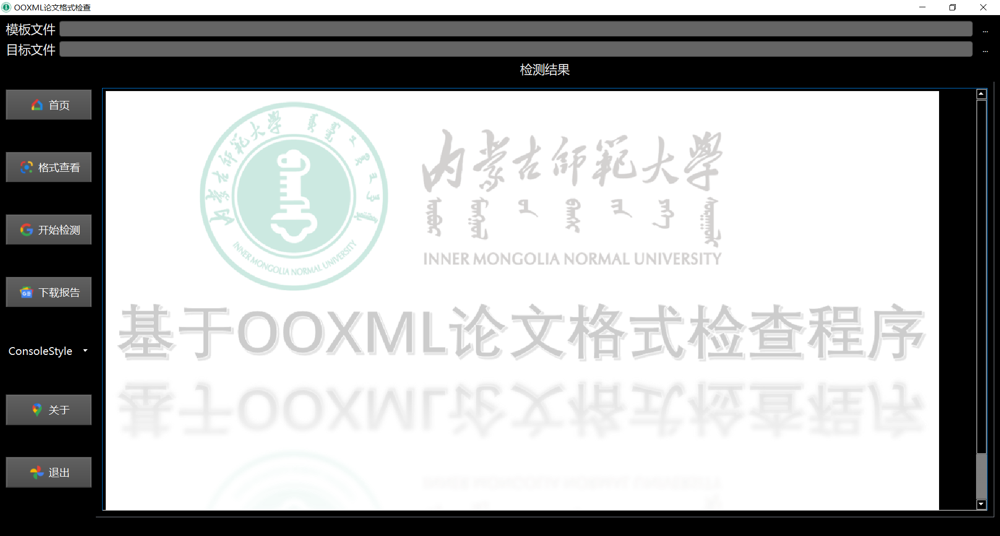 OOXML论文格式检查
模板文件
...
目标文件
...
检测结果
首页
格式查看
开始检测
下载报告
ConsoleStyle
关于
退出
内蒙古师范大学
INNER MONGOLIA NORMAL UNIVERSITY
内蒙古師範大学
INNER MONGOLIA NORMAL UNIVERSITY
基于OOXML论文格式检查程序